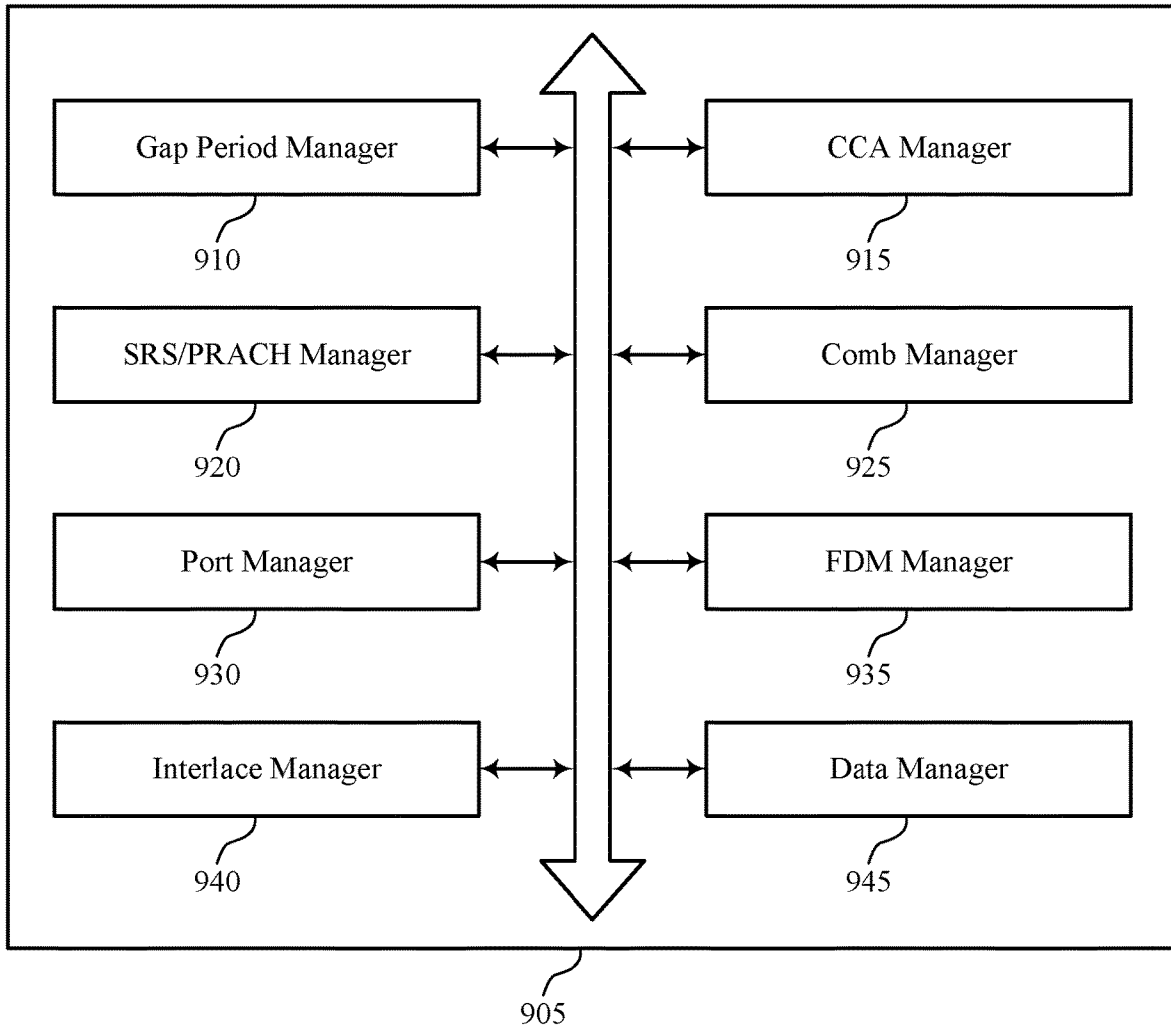 Gap Period Manager
CCA Manager
910
915
SRS/PRACH Manager
Comb Manager
920
925
Port Manager
FDM Manager
930
935
Interlace Manager
Data Manager
940
945
905